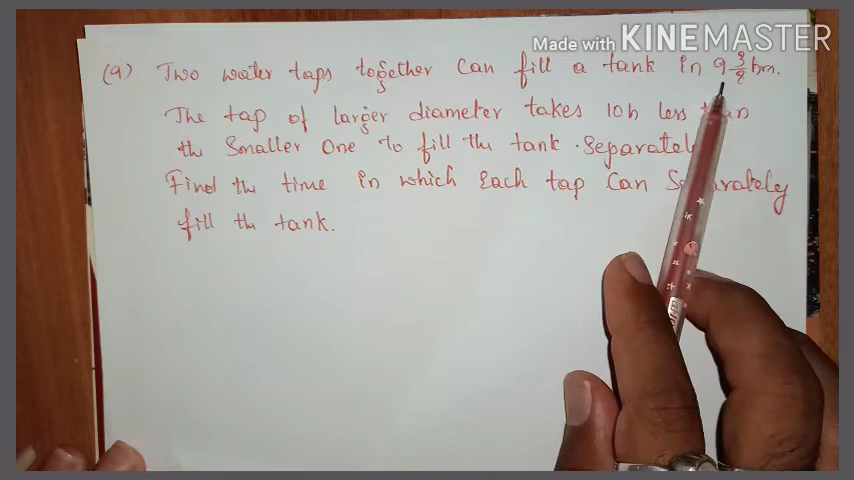 Made with KINEMASTER
(9) Two water taps together can fill a tank in 9 3/8 hrs.
The tap of larger diameter takes 10h less than
the smaller one to fill the tank. Separately
Find the time in which each tap can Separately
fill the tank.